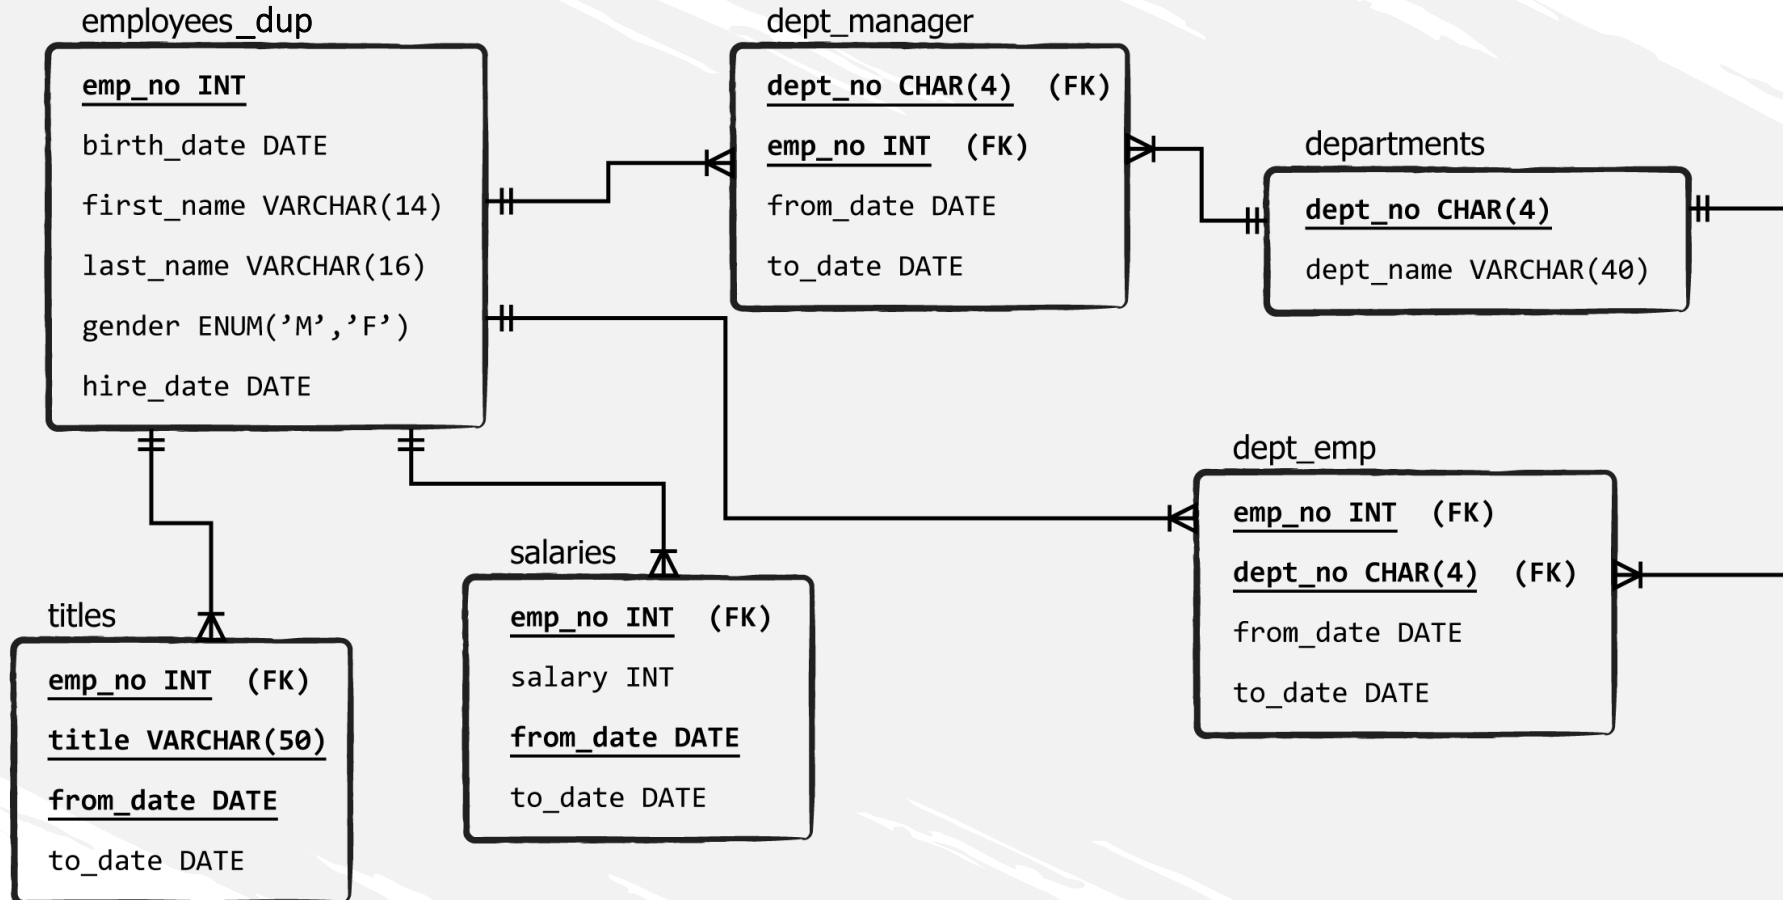 employees_dup
emp_no INT
birth_date DATE
first_name VARCHAR(14)
last_name VARCHAR(16)
gender ENUM(’M’,’F’)
hire_date DATE
dept_manager
dept_no CHAR(4) (FK)
emp_no INT (FK)
from_date DATE
to_date DATE
departments
dept_no CHAR(4)
dept_name VARCHAR(40)
dept_emp
emp_no INT (FK)
dept_no CHAR(4) (FK)
from_date DATE
to_date DATE
salaries
emp_no INT (FK)
salary INT
from_date DATE
to_date DATE
titles
emp_no INT (FK)
title VARCHAR(50)
from_date DATE
to_date DATE